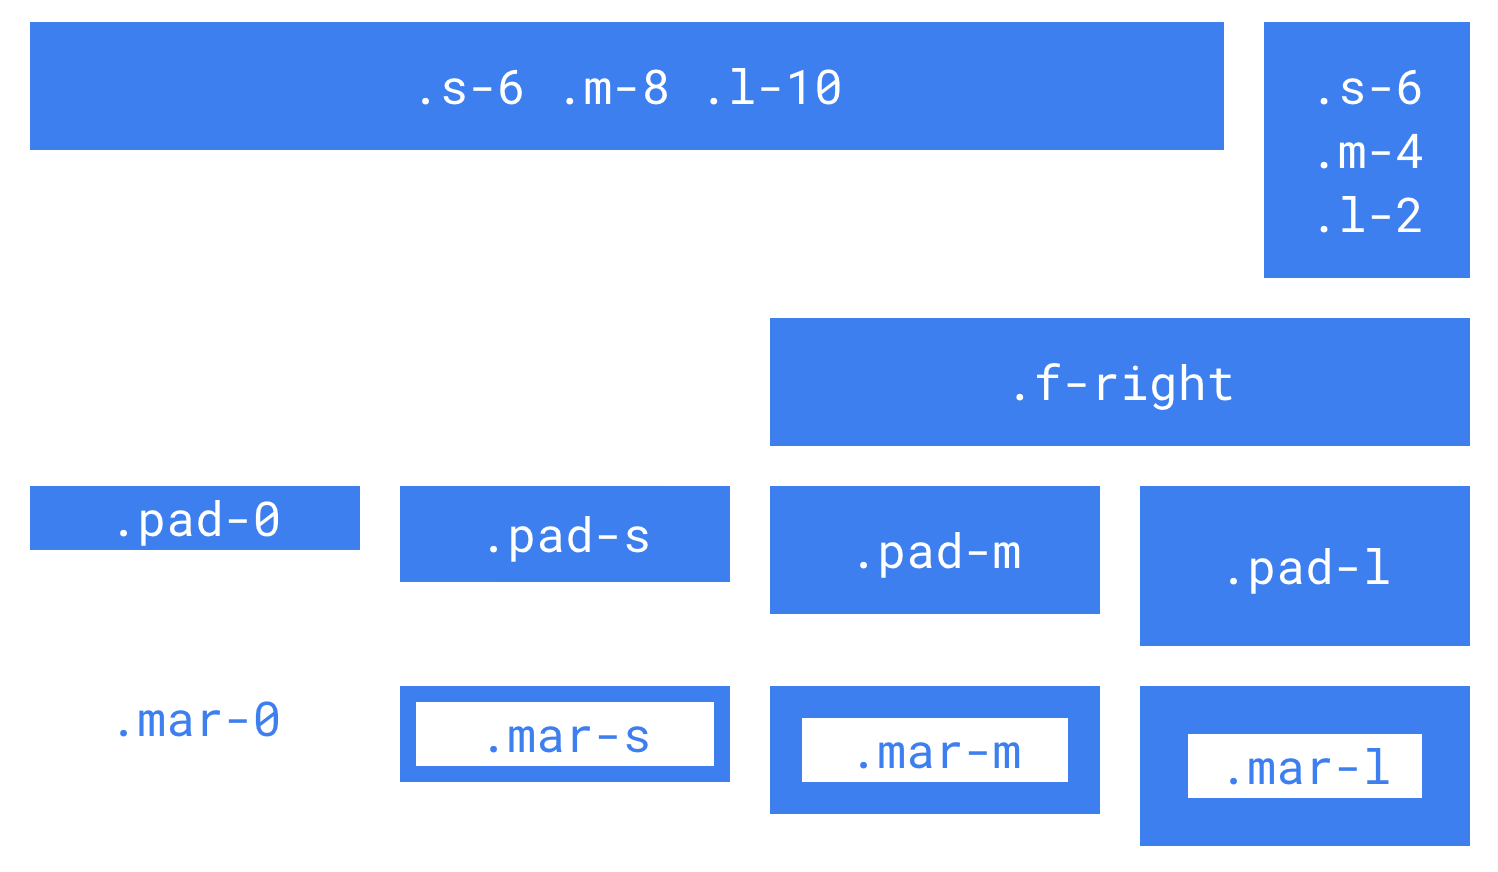 .s-6 .m-8 .l-10
.s-6
.m-4
.l-2
.f-right
.pad-0
.pad-s
.pad-m
.pad-l
.mar-0
.mar-s
.mar-m
.mar-l